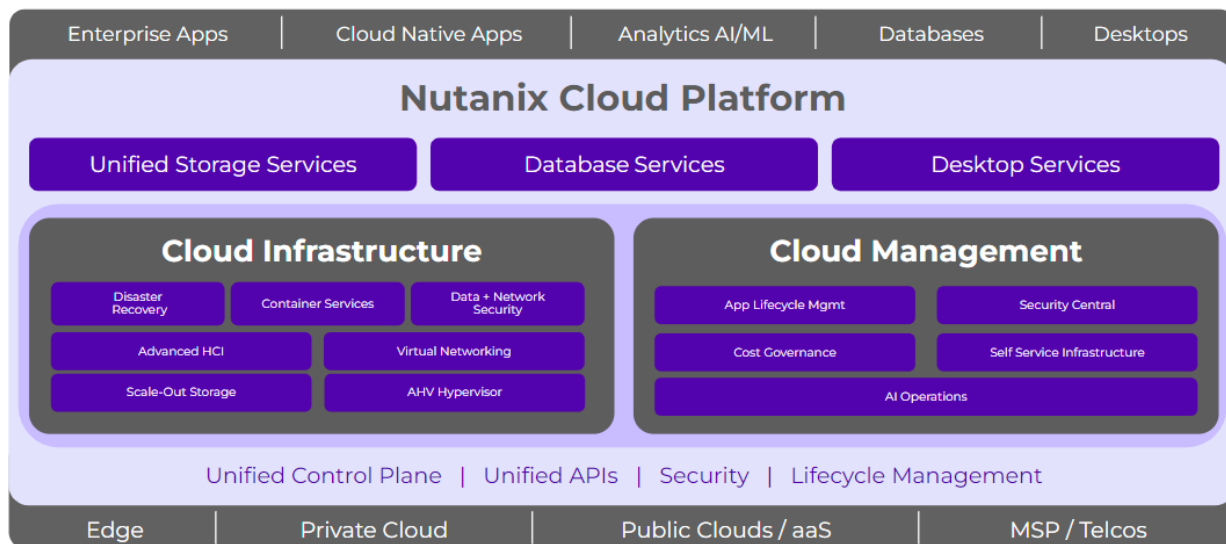 Enterprise Apps | Cloud Native Apps | Analytics AI/ML | Databases | Desktops
Nutanix Cloud Platform
Unified Storage Services
Database Services
Desktop Services
Cloud Infrastructure
Disaster
Recovery
Container Services
Data + Network
Security
Advanced HCI
Virtual Networking
Scale-Out Storage
AHV Hypervisor
Cloud Management
App Lifecycle Mgmt
Security Central
Cost Governance
Self Service Infrastructure
AI Operations
Unified Control Plane | Unified APIs | Security | Lifecycle Management
Edge | Private Cloud | Public Clouds / aaS | MSP / Telcos